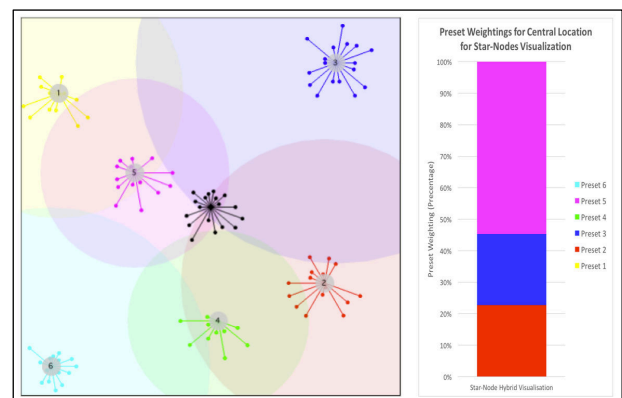 1
3
5
2
4
6
Preset Weightings for Central Location
for Star-Nodes Visualization
100%
90%
80%
70%
60%
50%
40%
30%
20%
10%
0%
Preset Weighting (Precentage)
Star-Node Hybrid Visualisation
Preset 6
Preset 5
Preset 4
Preset 3
Preset 2
Preset 1